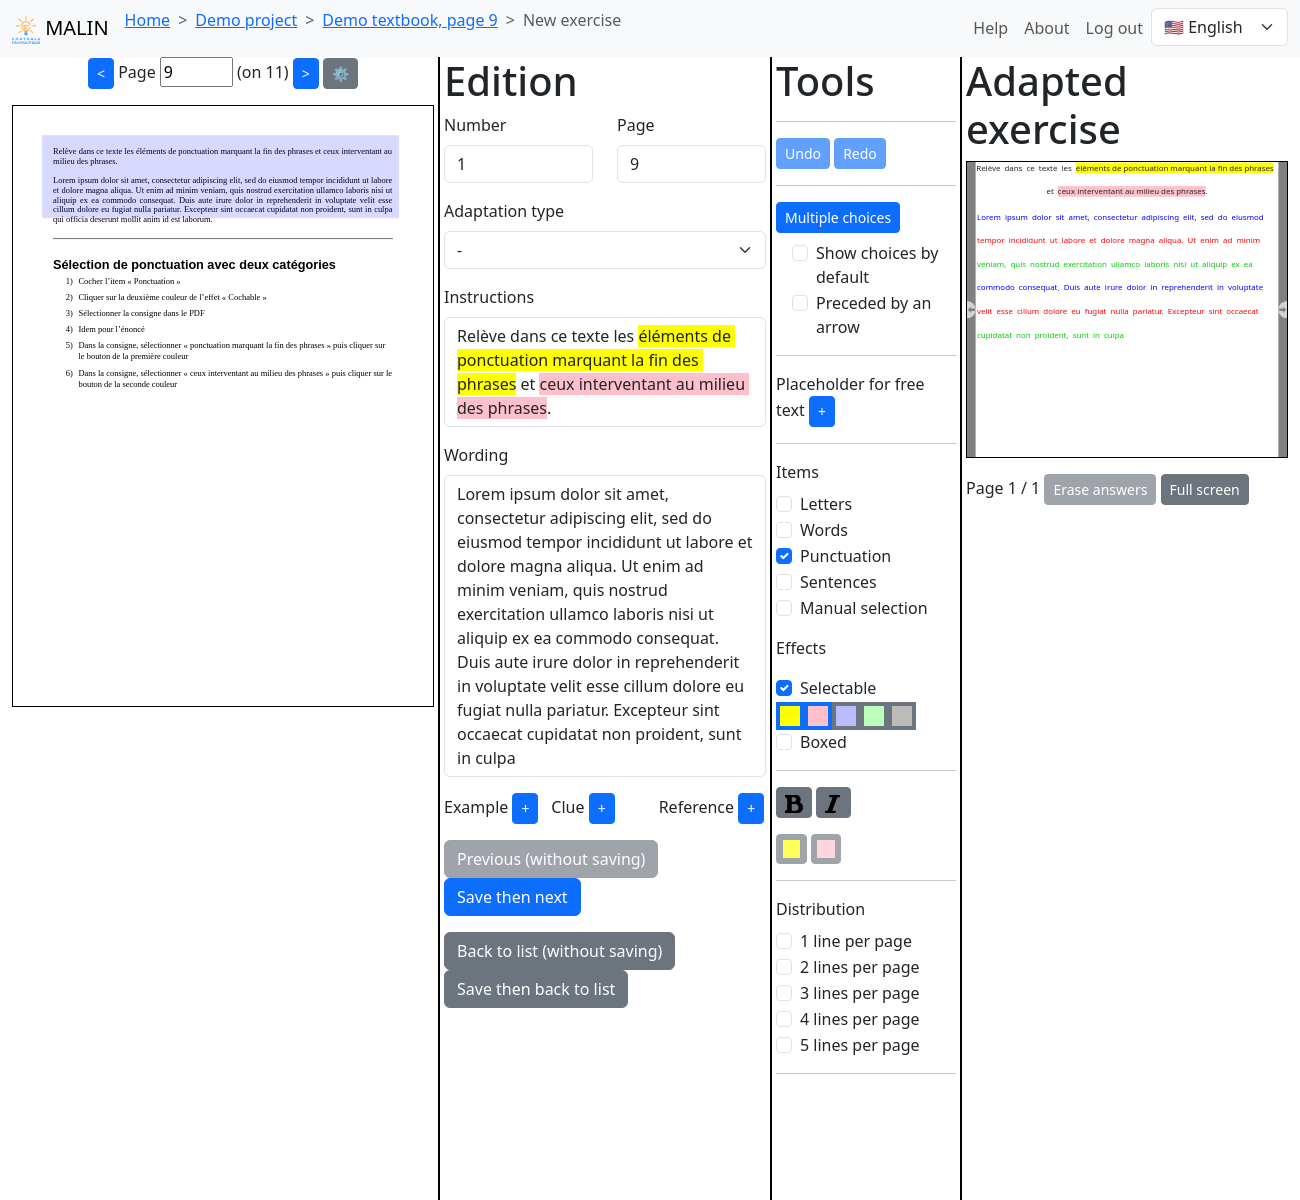 MALIN
Home > Demo project > Demo textbook, page 9 > New exercise
Help About Log out 🇺🇸 English
< Page 9 (on 11) > ⚙️
Relève dans ce texte les éléments de ponctuation marquant la fin des phrases et ceux interventant au
milieu des phrases.
Lorem ipsum dolor sit amet, consectetur adipiscing elit, sed do eiusmod tempor incididunt ut labore
et dolore magna aliqua. Ut enim ad minim veniam, quis nostrud exercitation ullamco laboris nisi ut
aliquip ex ea commodo consequat. Duis aute irure dolor in reprehenderit in voluptate velit esse
cillum dolore eu fugiat nulla pariatur. Excepteur sint occaecat cupidatat non proident, sunt in culpa
qui officia deserunt mollit anim id est laborum.
Sélection de ponctuation avec deux catégories
1) Cocher l'item « Ponctuation »
2) Cliquer sur la deuxième couleur de l'effet « Cochable »
3) Sélectionner la consigne dans le PDF
4) Idem pour l'énoncé
5) Dans la consigne, sélectionner « ponctuation marquant la fin des phrases » puis cliquer sur
le bouton de la première couleur
6) Dans la consigne, sélectionner « ceux interventant au milieu des phrases » puis cliquer sur le
bouton de la seconde couleur
Edition
Number Page
1 9
Adaptation type
-
Instructions
Relève dans ce texte les éléments de
ponctuation marquant la fin des
phrases et ceux interventant au milieu
des phrases.
Wording
Lorem ipsum dolor sit amet,
consectetur adipiscing elit, sed do
eiusmod tempor incididunt ut labore et
dolore magna aliqua. Ut enim ad
minim veniam, quis nostrud
exercitation ullamco laboris nisi ut
aliquip ex ea commodo consequat.
Duis aute irure dolor in reprehenderit
in voluptate velit esse cillum dolore eu
fugiat nulla pariatur. Excepteur sint
occaecat cupidatat non proident, sunt
in culpa
Example + Clue + Reference +
Previous (without saving)
Save then next
Back to list (without saving)
Save then back to list
Tools
Undo Redo
Multiple choices
Show choices by
default
Preceded by an
arrow
Placeholder for free
text +
Items
Letters
Words
Punctuation
Sentences
Manual selection
Effects
Selectable
Boxed
B I
Distribution
1 line per page
2 lines per page
3 lines per page
4 lines per page
5 lines per page
Adapted
exercise
Relève dans ce texte les éléments de ponctuation marquant la fin des phrases
et ceux interventant au milieu des phrases.
Lorem ipsum dolor sit amet, consectetur adipiscing elit, sed do eiusmod
tempor incididunt ut labore et dolore magna aliqua. Ut enim ad minim
veniam, quis nostrud exercitation ullamco laboris nisi ut aliquip ex ea
commodo consequat. Duis aute irure dolor in reprehenderit in voluptate
velit esse cillum dolore eu fugiat nulla pariatur. Excepteur sint occaecat
cupidatat non proident, sunt in culpa
Page 1 / 1 Erase answers Full screen